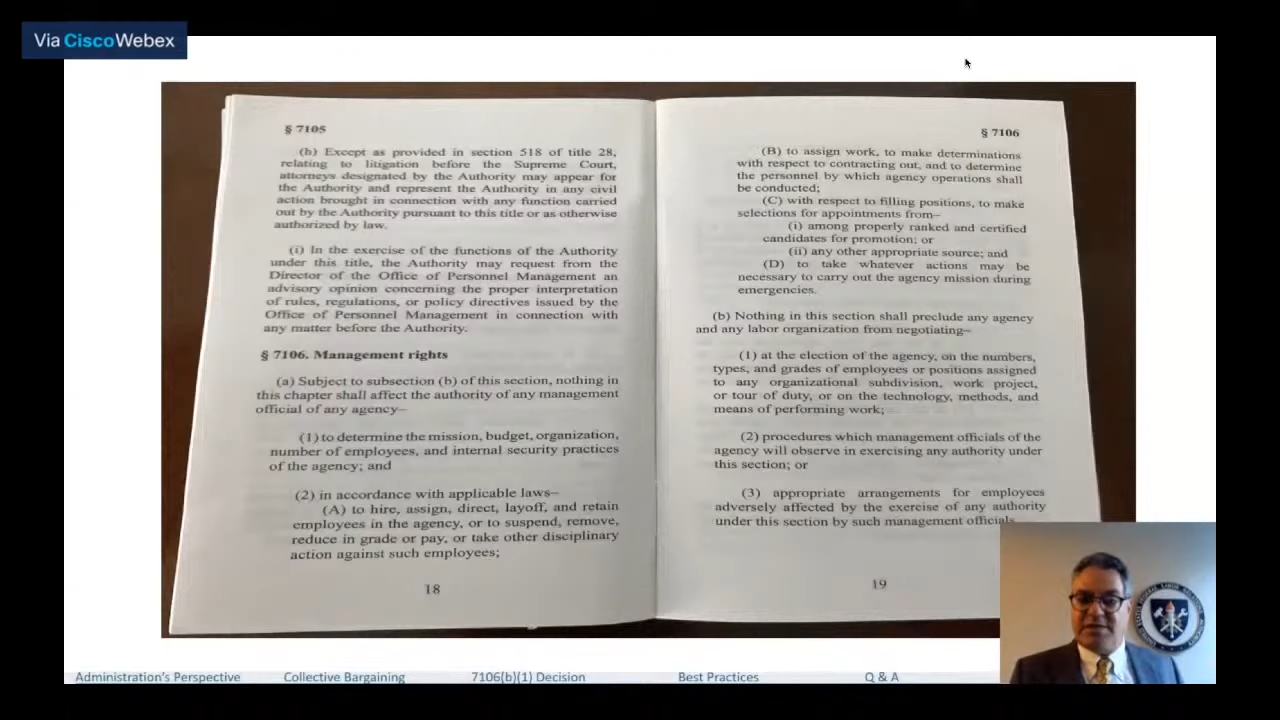 Via Cisco Webex
§ 7105
(h) Except as provided in section 518 of title 28,
relating to litigation before the Supreme Court,
attorneys designated by the Authority may appear for
the Authority and represent the Authority in any civil
action brought in connection with any function carried
out by the Authority pursuant to this title or as otherwise
authorized by law.
(i) In the exercise of the functions of the Authority
under this title, the Authority may request from the
Director of the Office of Personnel Management an
advisory opinion concerning the proper interpretation
of rules, regulations, or policy directives issued by the
Office of Personnel Management in connection with
any matter before the Authority.
§ 7106. Management rights
(a) Subject to subsection (b) of this section, nothing in
this chapter shall affect the authority of any management
official of any agency–
(1) to determine the mission, budget, organization,
number of employees, and internal security practices
of the agency; and
(2) in accordance with applicable laws–
(A) to hire, assign, direct, layoff, and retain
employees in the agency, or to suspend, remove,
reduce in grade or pay, or take other disciplinary
action against such employees;
18
§ 7106
(B) to assign work, to make determinations
with respect to contracting out, and to determine
the personnel by which agency operations shall
be conducted;
(C) with respect to filling positions, to make
selections for appointments from–
(i) among properly ranked and certified
candidates for promotion; or
(ii) any other appropriate source; and
(D) to take whatever actions may be
necessary to carry out the agency mission during
emergencies.
(b) Nothing in this section shall preclude any agency
and any labor organization from negotiating–
(1) at the election of the agency, on the numbers,
types, and grades of employees or positions assigned
to any organizational subdivision, work project,
or tour of duty, or on the technology, methods, and
means of performing work;
(2) procedures which management officials of the
agency will observe in exercising any authority under
this section; or
(3) appropriate arrangements for employees
adversely affected by the exercise of any authority
under this section by such management officials
19
Administration's Perspective
Collective Bargaining
7106(b)(1) Decision
Best Practices
Q & A